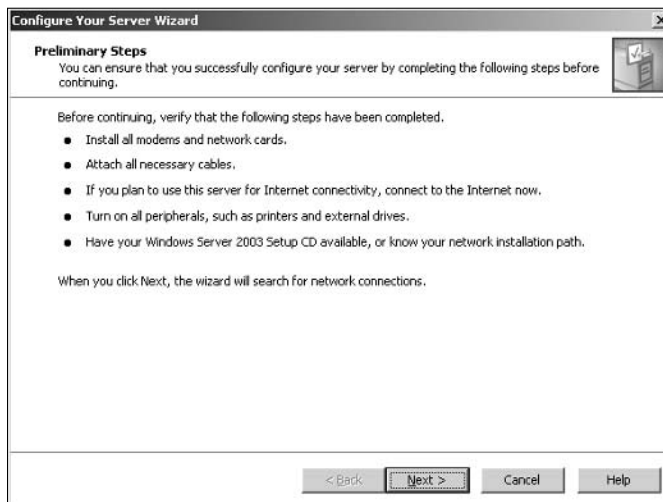 Configure Your Server Wizard
Preliminary Steps
You can ensure that you successfully configure your server by completing the following steps before
continuing.
Before continuing, verify that the following steps have been completed.
• Install all modems and network cards.
• Attach all necessary cables.
• If you plan to use this server for Internet connectivity, connect to the Internet now.
• Turn on all peripherals, such as printers and external drives.
• Have your Windows Server 2003 Setup CD available, or know your network installation path.
When you click Next, the wizard will search for network connections.
< Back Next > Cancel Help